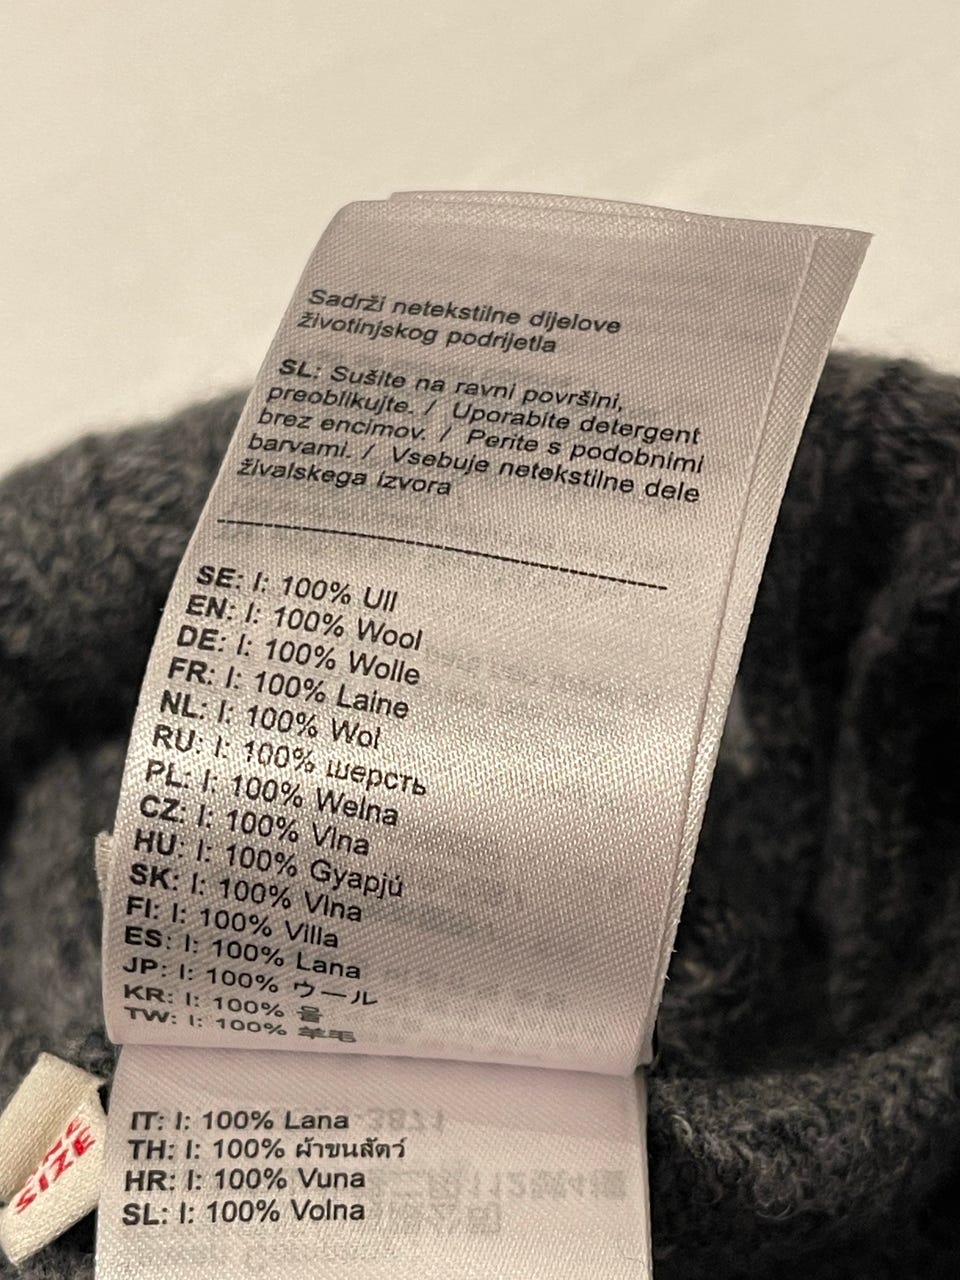 Sadrži netekstilne dijelove
životinjskog podrijetla
SL: Sušite na ravni površini,
preoblikujte. / Uporabite detergent
brez encimov. / Perite s podobnimi
barvami. / Vsebuje netekstilne dele
živalskega izvora
SE: I: 100% Ull
EN: I: 100% Wool
DE: I: 100% Wolle
FR: I: 100% Laine
NL: I: 100% Wol
RU: I: 100% шерсть
PL: I: 100% Wełna
CZ: I: 100% Vlna
HU: I: 100% Gyapjú
SK: I: 100% Vlna
FI: I: 100% Villa
ES: I: 100% Lana
JP: I: 100% ウール
KR: I: 100% 울
TW: I: 100% 羊毛
IT: I: 100% Lana
TH: I: 100% ผ้าขนสัตว์
HR: I: 100% Vuna
SL: I: 100% Volna
SIZE